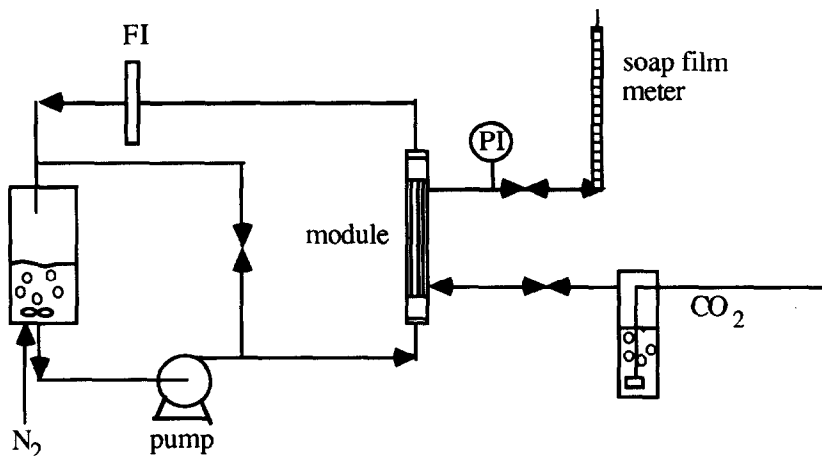 FI
soap film
meter
PI
module
CO2
N2
pump